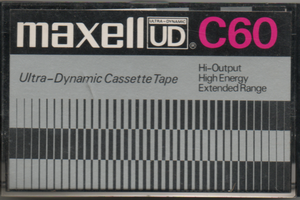 maxell UD® C60
ULTRA-DYNAMIC
Ultra-Dynamic Cassette Tape
Hi-Output
High Energy
Extended Range